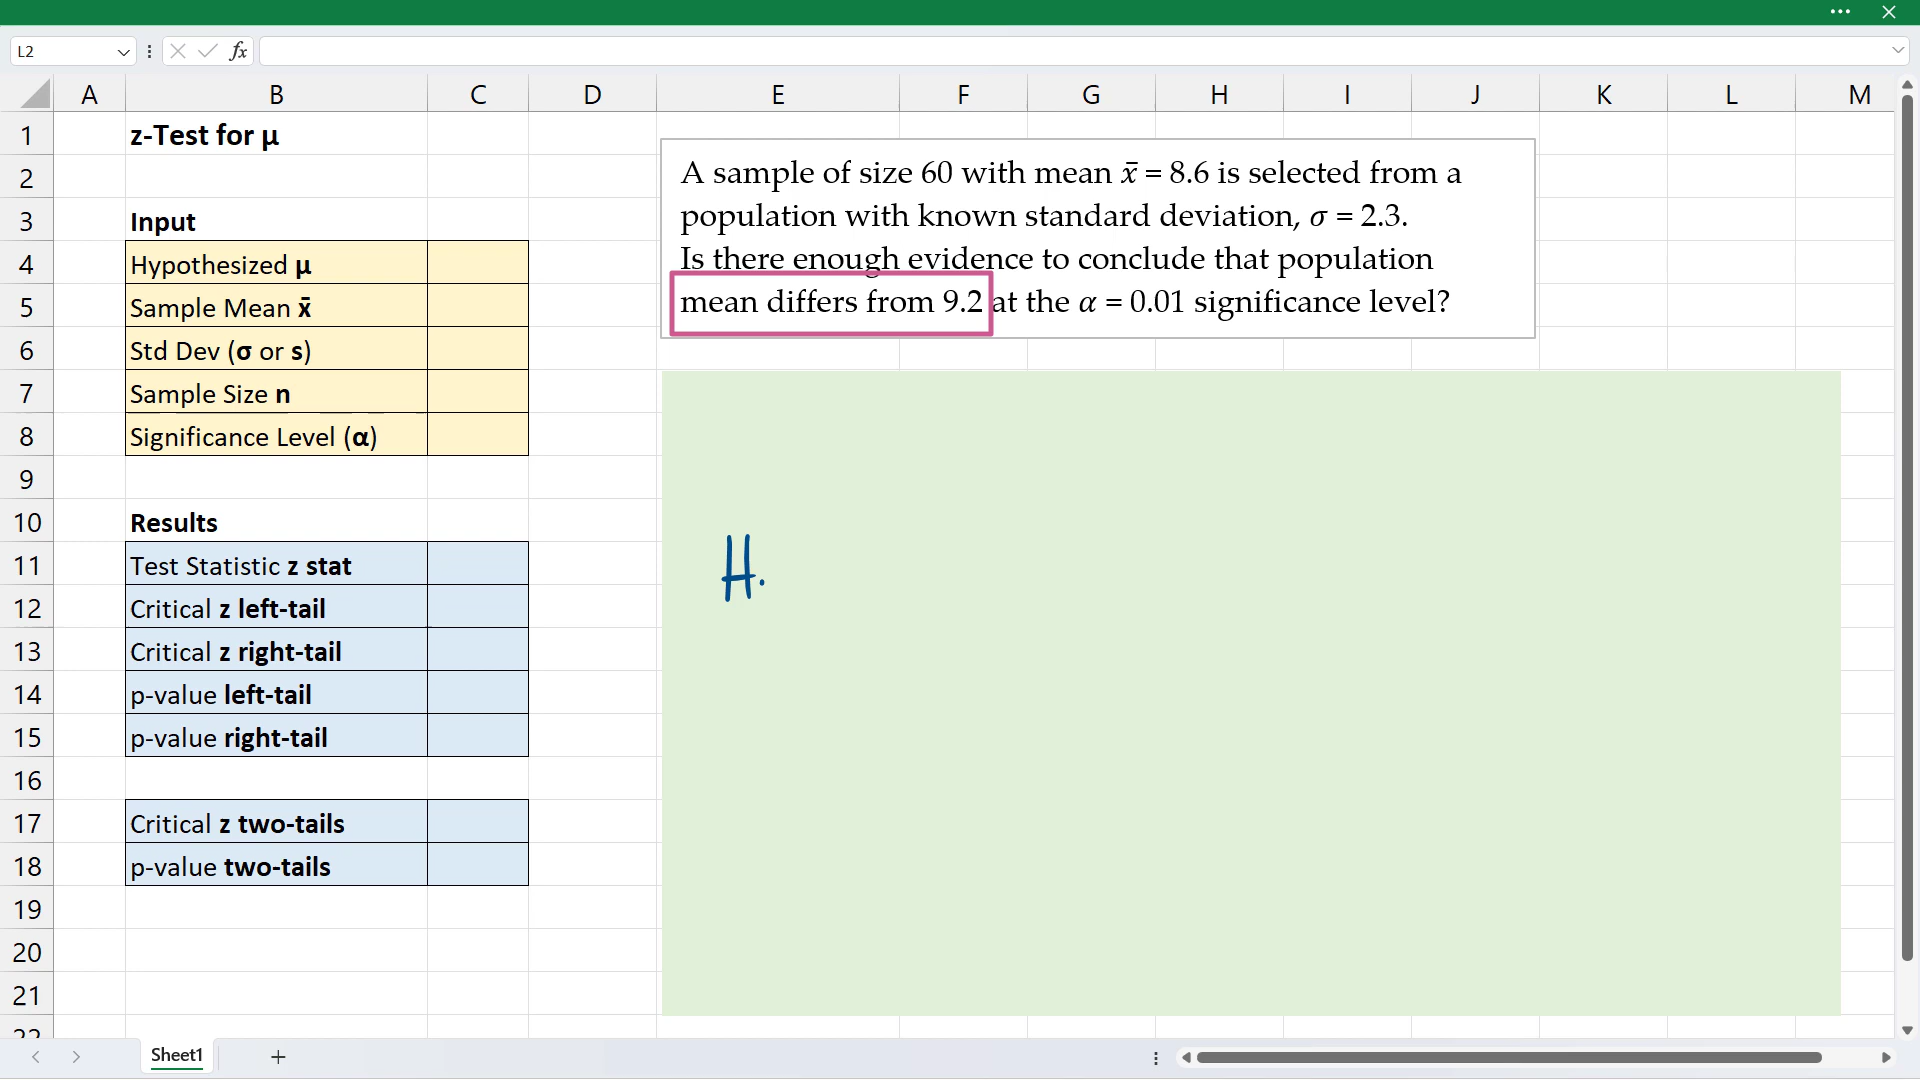 L2
fx
A B C D E F G H I J K L M
1 z-Test for μ
2
3 Input
4 Hypothesized μ
5 Sample Mean x̄
6 Std Dev (σ or s)
7 Sample Size n
8 Significance Level (α)
9
10 Results
11 Test Statistic z stat
12 Critical z left-tail
13 Critical z right-tail
14 p-value left-tail
15 p-value right-tail
16
17 Critical z two-tails
18 p-value two-tails
19
20
21
22
A sample of size 60 with mean x̄ = 8.6 is selected from a
population with known standard deviation, σ = 2.3.
Is there enough evidence to conclude that population
mean differs from 9.2 at the α = 0.01 significance level?
H.
Sheet1